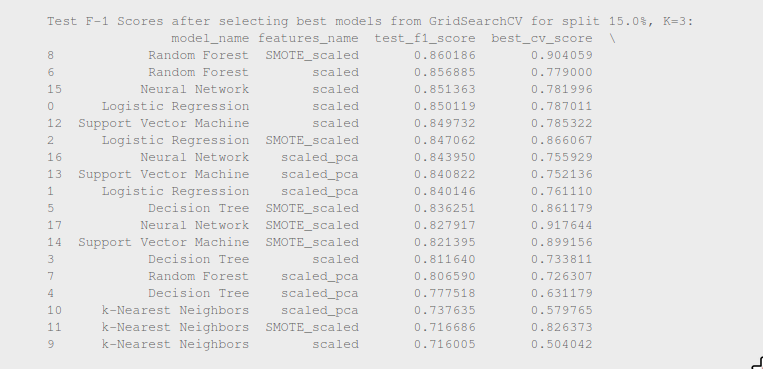 Test F-1 Scores after selecting best models from GridSearchCV for split 15.0%, K=3:
model_name features_name test_f1_score best_cv_score \
8 Random Forest SMOTE_scaled 0.860186 0.904059
6 Random Forest scaled 0.856885 0.779000
15 Neural Network scaled 0.851363 0.781996
0 Logistic Regression scaled 0.850119 0.787011
12 Support Vector Machine scaled 0.849732 0.785322
2 Logistic Regression SMOTE_scaled 0.847062 0.866067
16 Neural Network scaled_pca 0.843950 0.755929
13 Support Vector Machine scaled_pca 0.840822 0.752136
1 Logistic Regression scaled_pca 0.840146 0.761110
5 Decision Tree SMOTE_scaled 0.836251 0.861179
17 Neural Network SMOTE_scaled 0.827917 0.917644
14 Support Vector Machine SMOTE_scaled 0.821395 0.899156
3 Decision Tree scaled 0.811640 0.733811
7 Random Forest scaled_pca 0.806590 0.726307
4 Decision Tree scaled_pca 0.777518 0.631179
10 k-Nearest Neighbors scaled_pca 0.737635 0.579765
11 k-Nearest Neighbors SMOTE_scaled 0.716686 0.826373
9 k-Nearest Neighbors scaled 0.716005 0.504042